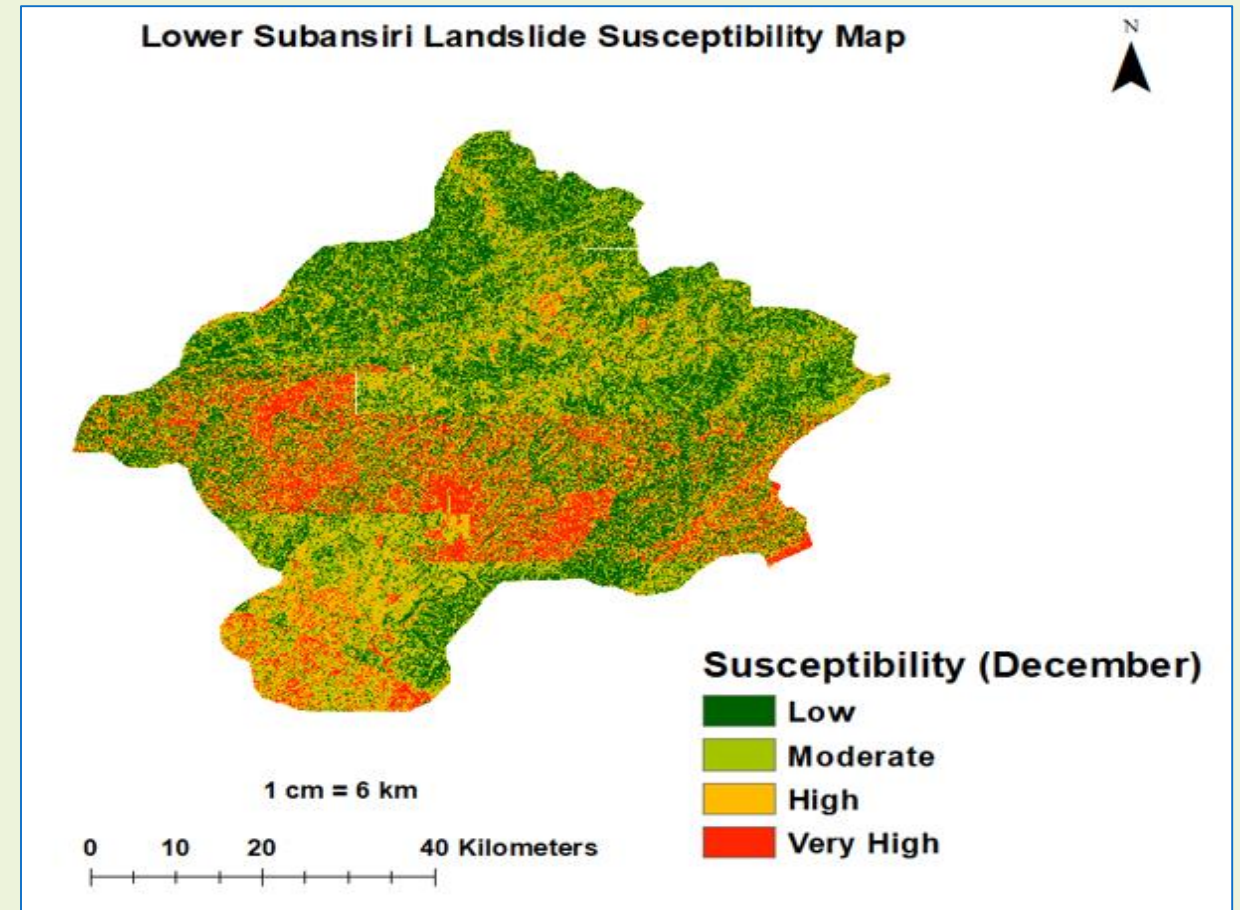 Lower Subansiri Landslide Susceptibility Map
N
Susceptibility (December)
Low
Moderate
High
Very High
1 cm = 6 km
0 10 20 40 Kilometers